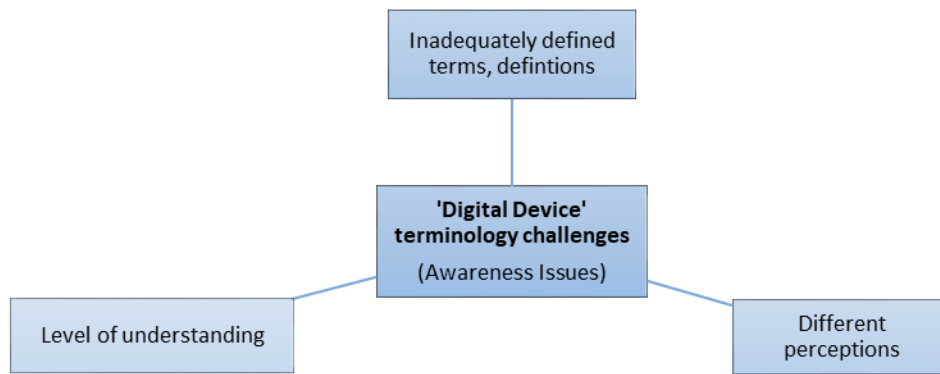 Inadequately defined
terms, defintions
'Digital Device'
terminology challenges
(Awareness Issues)
Level of understanding
Different
perceptions